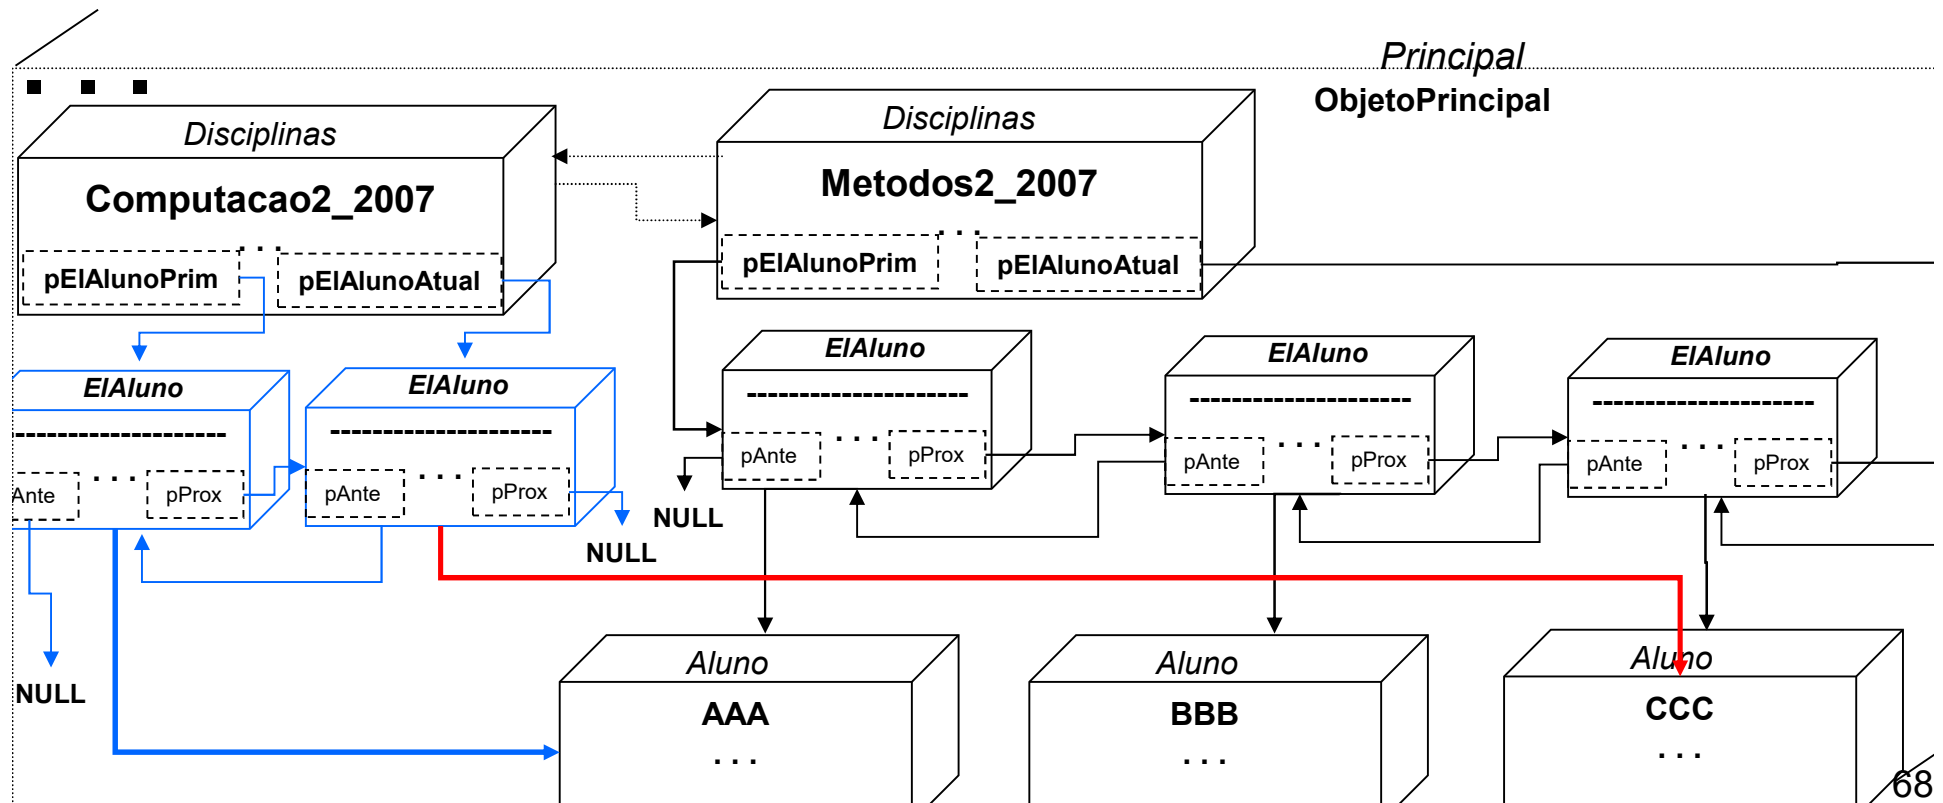 Principal
ObjetoPrincipal
Disciplinas
Computacao2_2007
. . .
pElAlunoPrim
pElAlunoAtual
Disciplinas
Metodos2_2007
. . .
pElAlunoPrim
pElAlunoAtual
ElAluno
---------------------
Ante
. . .
pProx
ElAluno
---------------------
pAnte
. . .
pProx
ElAluno
---------------------
pAnte
. . .
pProx
ElAluno
---------------------
pAnte
. . .
pProx
ElAluno
---------------------
pAnte
. . .
pProx
NULL
NULL
NULL
Aluno
AAA
. . .
Aluno
BBB
. . .
Aluno
CCC
. . .
68